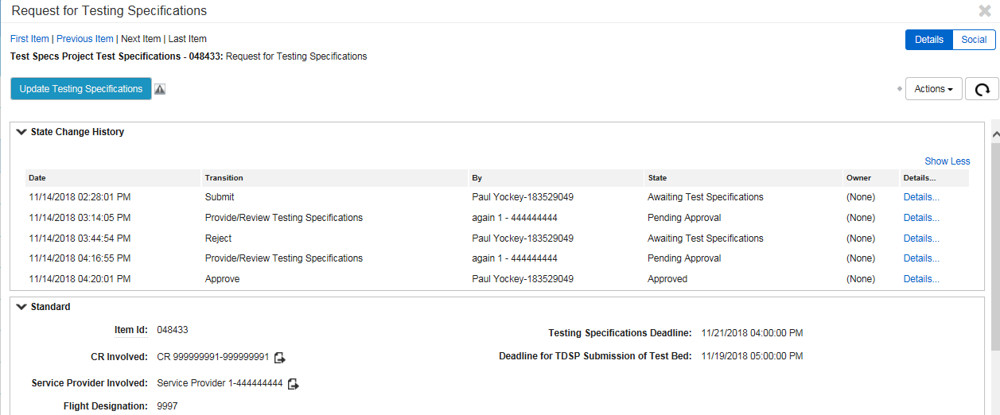 Request for Testing Specifications
First Item | Previous Item | Next Item | Last Item
Details Social
Test Specs Project Test Specifications - 048433: Request for Testing Specifications
Update Testing Specifications
Actions
State Change History
Show Less
Date Transition By State Owner Details...
11/14/2018 02:28:01 PM Submit Paul Yockey-183529049 Awaiting Test Specifications (None) Details...
11/14/2018 03:14:05 PM Provide/Review Testing Specifications again 1 - 444444444 Pending Approval (None) Details...
11/14/2018 03:44:54 PM Reject Paul Yockey-183529049 Awaiting Test Specifications (None) Details...
11/14/2018 04:16:55 PM Provide/Review Testing Specifications again 1 - 444444444 Pending Approval (None) Details...
11/14/2018 04:20:01 PM Approve Paul Yockey-183529049 Approved (None) Details...
Standard
Item Id: 048433
Testing Specifications Deadline: 11/21/2018 04:00:00 PM
CR Involved: CR 999999991-999999991
Deadline for TDSP Submission of Test Bed: 11/19/2018 05:00:00 PM
Service Provider Involved: Service Provider 1-444444444
Flight Designation: 9997